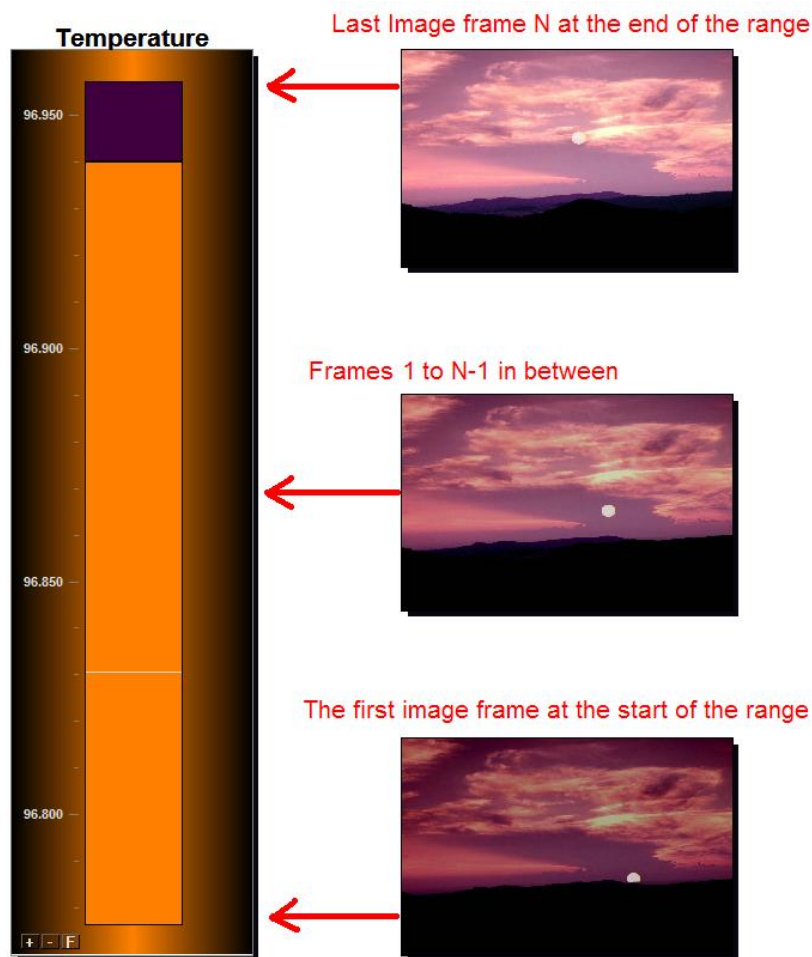 Last Image frame N at the end of the range
Temperature
96.950
96.900
Frames 1 to N-1 in between
96.850
The first image frame at the start of the range
96.800
+ - F